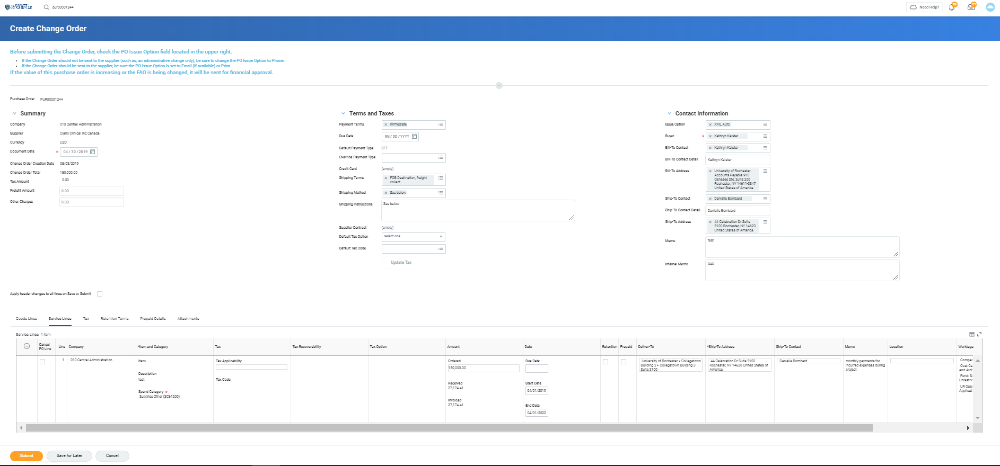 ROCHESTER
pur00001244
Need Help?
28
25
Create Change Order
Before submitting the Change Order, check the PO Issue Option field located in the upper right.
If the Change Order should not be sent to the supplier (such as, an administrative change only), be sure to change the PO Issue Option to Phone.
If the Change Order should be sent to the supplier, be sure the PO Issue Option is set to Email (if available) or Print.
If the value of this purchase order is increasing or the FAO is being changed, it will be sent for financial approval.
Purchase Order PUR00001244
Summary
Company 010 Central Administration
Supplier Clarix Clinical Inc Canada
Currency USD
Document Date * 04 / 30 / 2019
Change Order Creation Date 05/08/2019
Change Order Total 150,000.00
Tax Amount 0.00
Freight Amount 0.00
Other Charges 0.00
Terms and Taxes
Payment Terms × Immediate
Due Date MM / DD / YYYY
Default Payment Type EFT
Override Payment Type
Credit Card (empty)
Shipping Terms × FOB Destination, freight
collect
Shipping Method × See below
Shipping Instructions See below
Supplier Contract (empty)
Default Tax Option select one
Default Tax Code
Update Tax
Contact Information
Issue Option × XML Auto
Buyer * × Kathryn Keister
Bill-To Contact × Kathryn Keister
Bill-To Contact Detail Kathryn Keister
Bill-To Address × University of Rochester
Accounts Payable 910
Genesee Ste, Suite 200
Rochester, NY 14611-3847
United States of America
Ship-To Contact × Danielle Bombard
Ship-To Contact Detail Danielle Bombard
Ship-To Address × 44 Celebration Dr Suite
3100 Rochester, NY 14620
United States of America
Memo test
Internal Memo test
Apply header changes to all lines on Save or Submit
Goods Lines Service Lines Tax Retention Terms Prepaid Details Attachments
Service Lines 1 item
Cancel
PO Line
Line
Company
*Item and Category
Tax
Tax Recoverability
Tax Option
Amount
Date
Retention
Prepaid
Deliver-To
*Ship-To Address
Ship-To Contact
Memo
Location
Worktags
1
010 Central Administration
Item
Description
test
Spend Category *
Supplies Other (SC61200)
Tax Applicability
Tax Code
Ordered
150,000.00
Received
27,174.41
Invoiced
27,174.41
Due Date
Start Date
04/01/2019
End Date
04/01/2022
University of Rochester > Collegetown
Building 3 > Collegetown Building 3
Suite 3100
44 Celebration Dr Suite 3100
Rochester, NY 14620 United States of
America
Danielle Bombard
monthly payments for
incurred expenses during
project
Compar
Cost Ce
and Arch
Fund: S
Unrestric
UR Oper
Applicat
Submit
Save for Later
Cancel